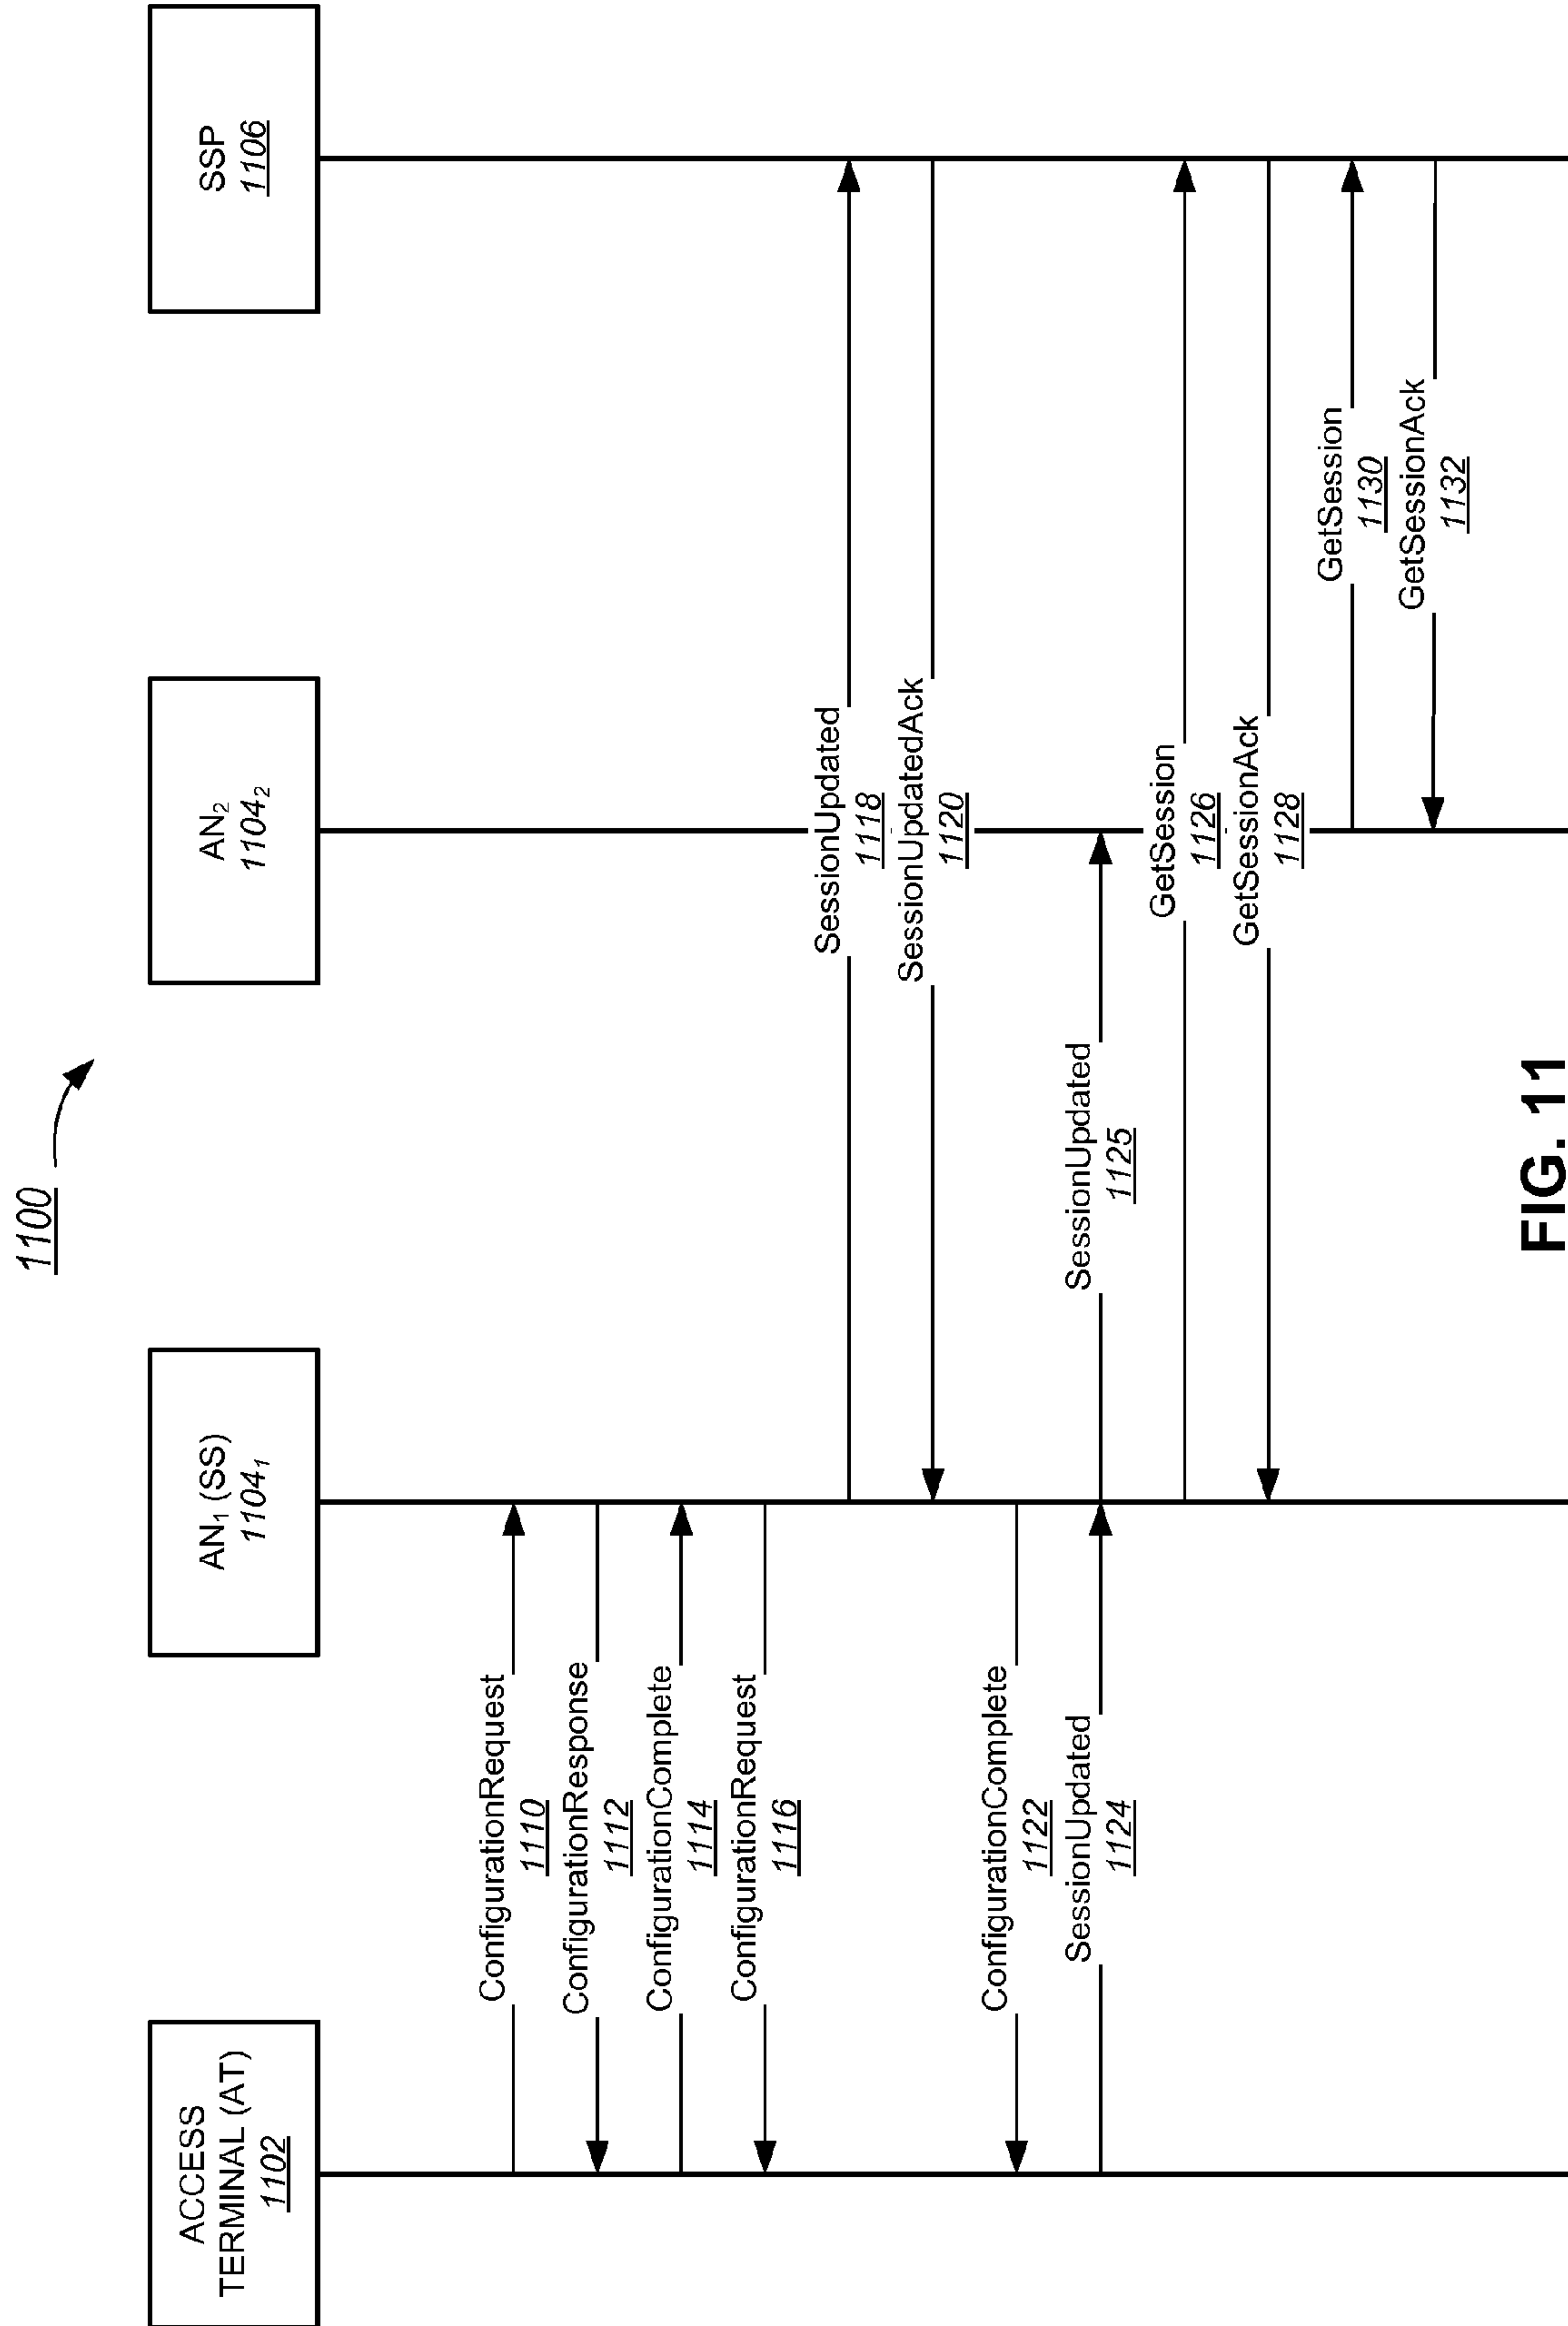 1100
ACCESS
TERMINAL (AT)
1102
AN₁ (SS)
1104₁
AN₂
1104₂
SSP
1106
ConfigurationRequest
1110
ConfigurationResponse
1112
ConfigurationComplete
1114
ConfigurationRequest
1116
SessionUpdated
1118
SessionUpdatedAck
1120
ConfigurationComplete
1122
SessionUpdated
1124
SessionUpdated
1125
GetSession
1126
GetSessionAck
1128
GetSession
1130
GetSessionAck
1132
FIG. 11